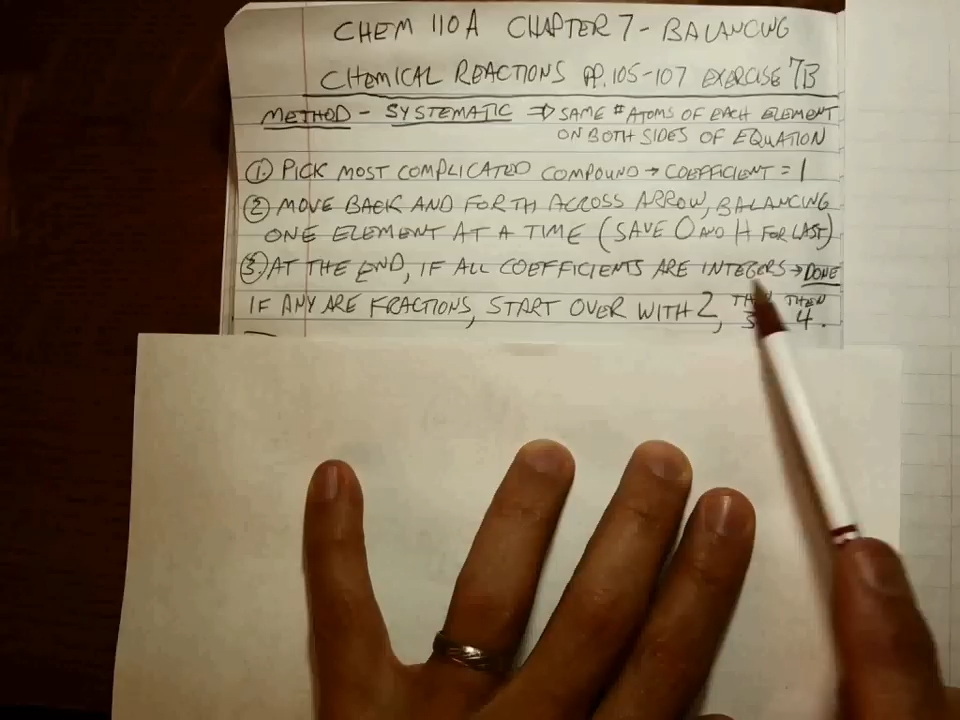 CHEM 110A CHAPTER 7 - BALANCING
CHEMICAL REACTIONS PP. 105-107 EXERCISE 7B
METHOD - SYSTEMATIC ⇒ SAME # ATOMS OF EACH ELEMENT
ON BOTH SIDES OF EQUATION
① PICK MOST COMPLICATED COMPOUND → COEFFICIENT = 1
② MOVE BACK AND FORTH ACROSS ARROW, BALANCING
ONE ELEMENT AT A TIME (SAVE O AND H FOR LAST)
③ AT THE END, IF ALL COEFFICIENTS ARE INTEGERS → DONE
IF ANY ARE FRACTIONS, START OVER WITH 2, THEN 3, THEN 4.